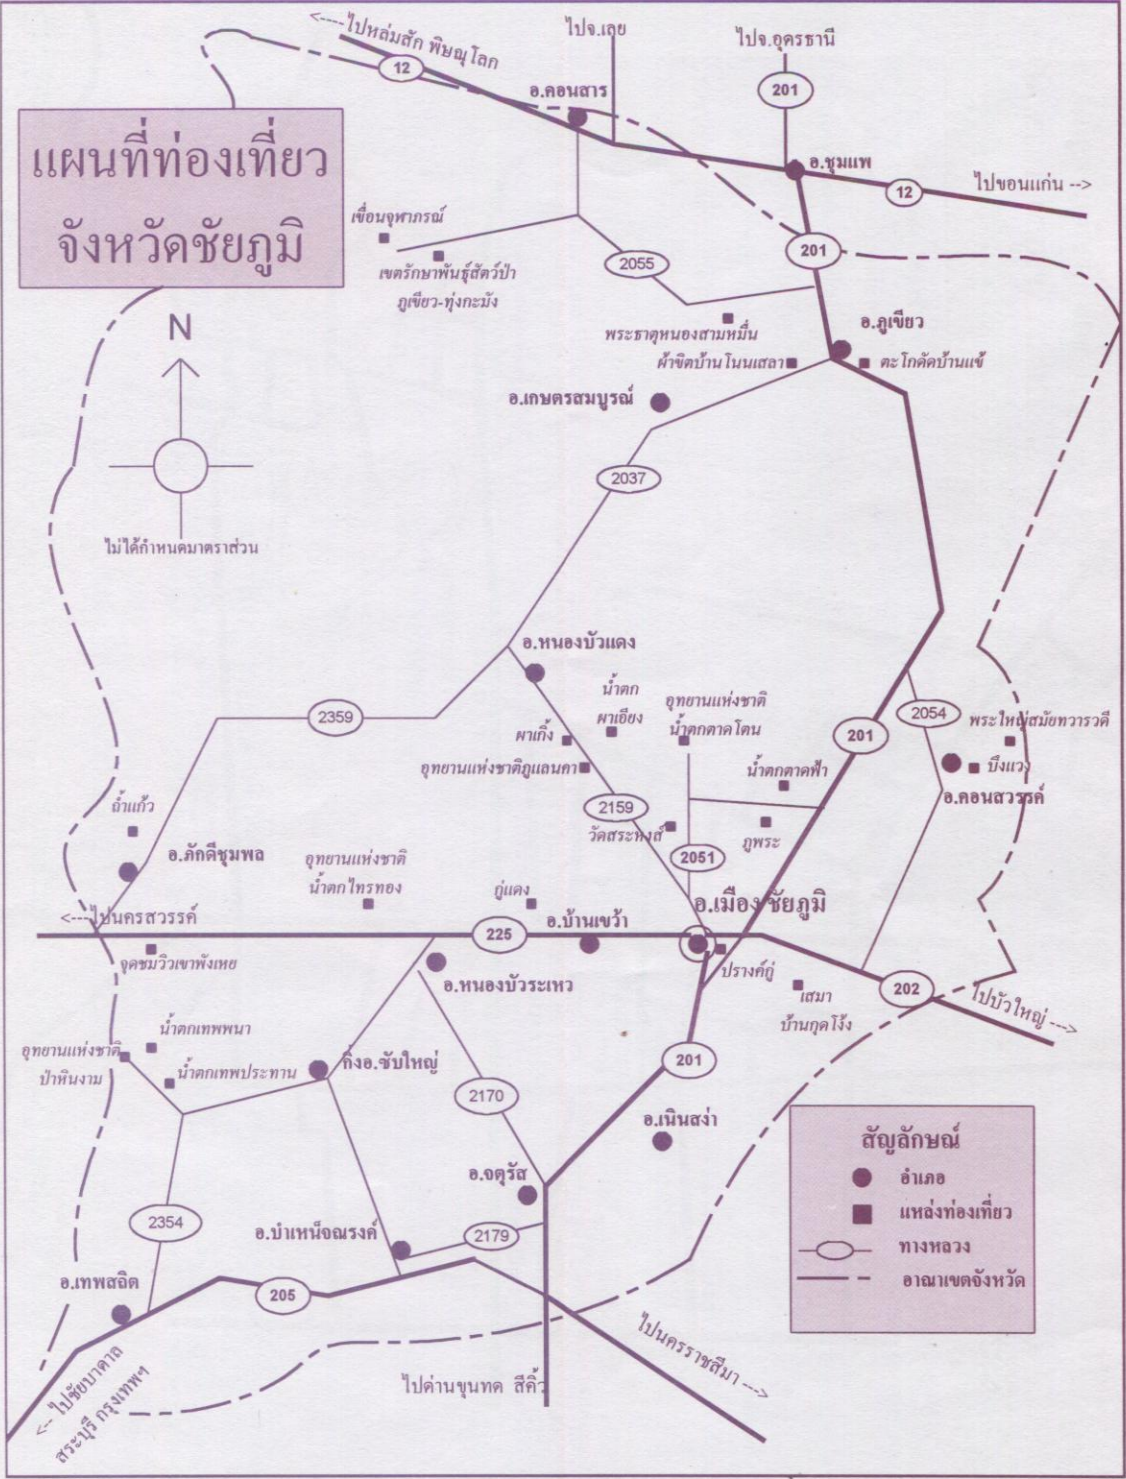 <----ไปหล่มสัก พิษณุโลก
ไปจ.เลย
ไปจ.อุดรธานี
12
201
อ.คอนสาร
แผนที่ท่องเที่ยว
จังหวัดชัยภูมิ
อ.ชุมแพ
12
ไปขอนแก่น -->
เขื่อนจุฬาภรณ์
201
2055
เขตรักษาพันธุ์สัตว์ป่า
ภูเขียว-ทุ่งกะมัง
N
อ.ภูเขียว
พระธาตุหนองสามหมื่น
ผ้าขิตบ้านโนนเสลา
ตะโกดัดบ้านแข้
อ.เกษตรสมบูรณ์
2037
ไม่ได้กำหนดมาตราส่วน
อ.หนองบัวแดง
น้ำตก
ผาเอียง
อุทยานแห่งชาติ
น้ำตกตาดโตน
2359
2054
พระใหญ่สมัยทวารวดี
201
ผาเกิ้ง
อุทยานแห่งชาติภูแลนคา
น้ำตกตาดฟ้า
บึงแวง
อ.คอนสวรรค์
ถ้ำแก้ว
2159
วัดสระหงส์
ภูพระ
2051
อ.ภักดีชุมพล
อุทยานแห่งชาติ
น้ำตกไทรทอง
กู่แดง
อ.เมือง ชัยภูมิ
<---ไปนครสวรรค์
225
อ.บ้านเขว้า
จุดชมวิวเขาพังเหย
อ.หนองบัวระเหว
ปรางค์กู่
202
เสมา
บ้านกุดโง้ง
ไปบัวใหญ่ --->
น้ำตกเทพพนา
อุทยานแห่งชาติ
ป่าหินงาม
น้ำตกเทพประทาน
กิ่งอ.ซับใหญ่
201
2170
อ.เนินสง่า
สัญลักษณ์
อำเภอ
แหล่งท่องเที่ยว
ทางหลวง
อาณาเขตจังหวัด
อ.จตุรัส
2354
อ.บำเหน็จณรงค์
2179
อ.เทพสถิต
205
ไปนครราชสีมา --->
ไปด่านขุนทด สีคิ้ว
<-- ไปชัยบาดาล
สระบุรี กรุงเทพฯ